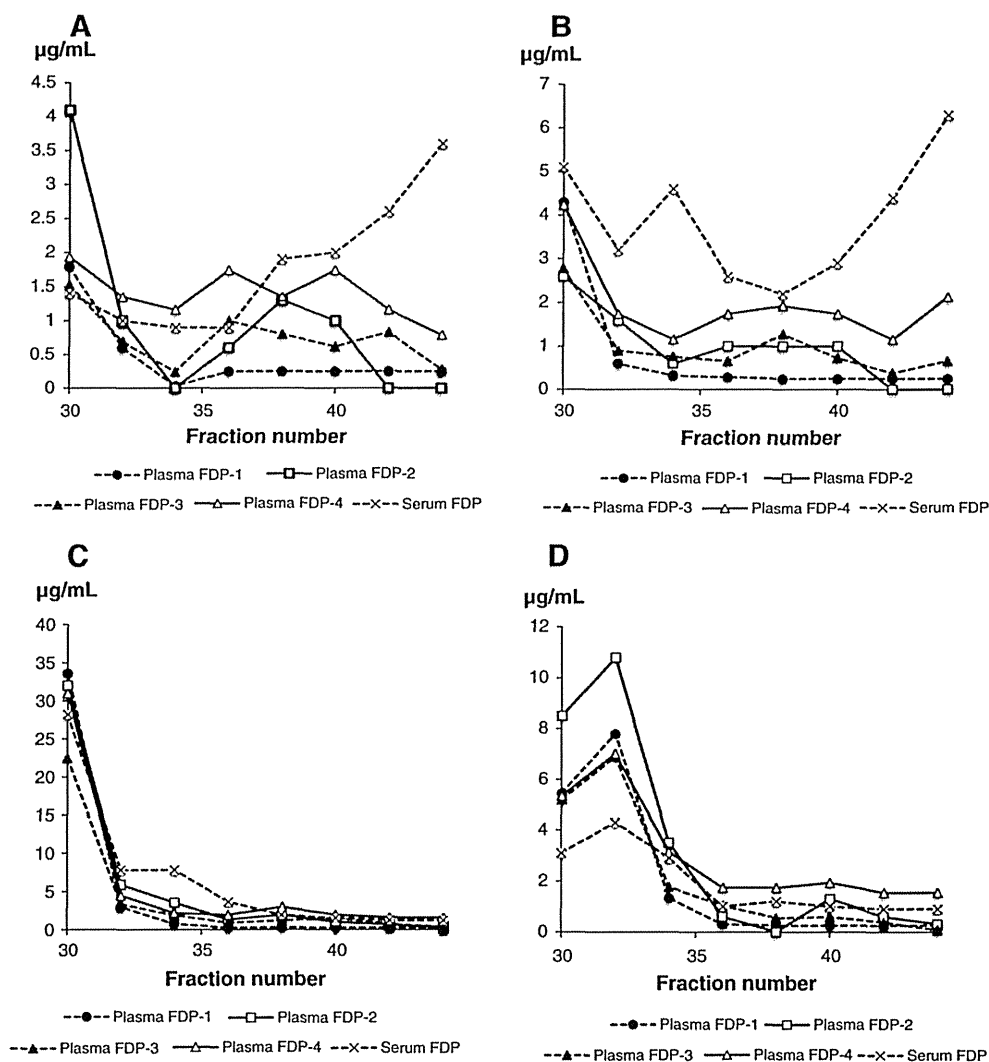 A
µg/mL
4.5
4
3.5
3
2.5
2
1.5
1
0.5
0
30 35 40
Fraction number
Plasma FDP-1 Plasma FDP-2
Plasma FDP-3 Plasma FDP-4 Serum FDP
B
µg/mL
7
6
5
4
3
2
1
0
30 35 40
Fraction number
Plasma FDP-1 Plasma FDP-2
Plasma FDP-3 Plasma FDP-4 Serum FDP
C
µg/mL
40
35
30
25
20
15
10
5
0
30 35 40
Fraction number
Plasma FDP-1 Plasma FDP-2
Plasma FDP-3 Plasma FDP-4 Serum FDP
D
µg/mL
12
10
8
6
4
2
0
30 35 40
Fraction number
Plasma FDP-1 Plasma FDP-2
Plasma FDP-3 Plasma FDP-4 Serum FDP